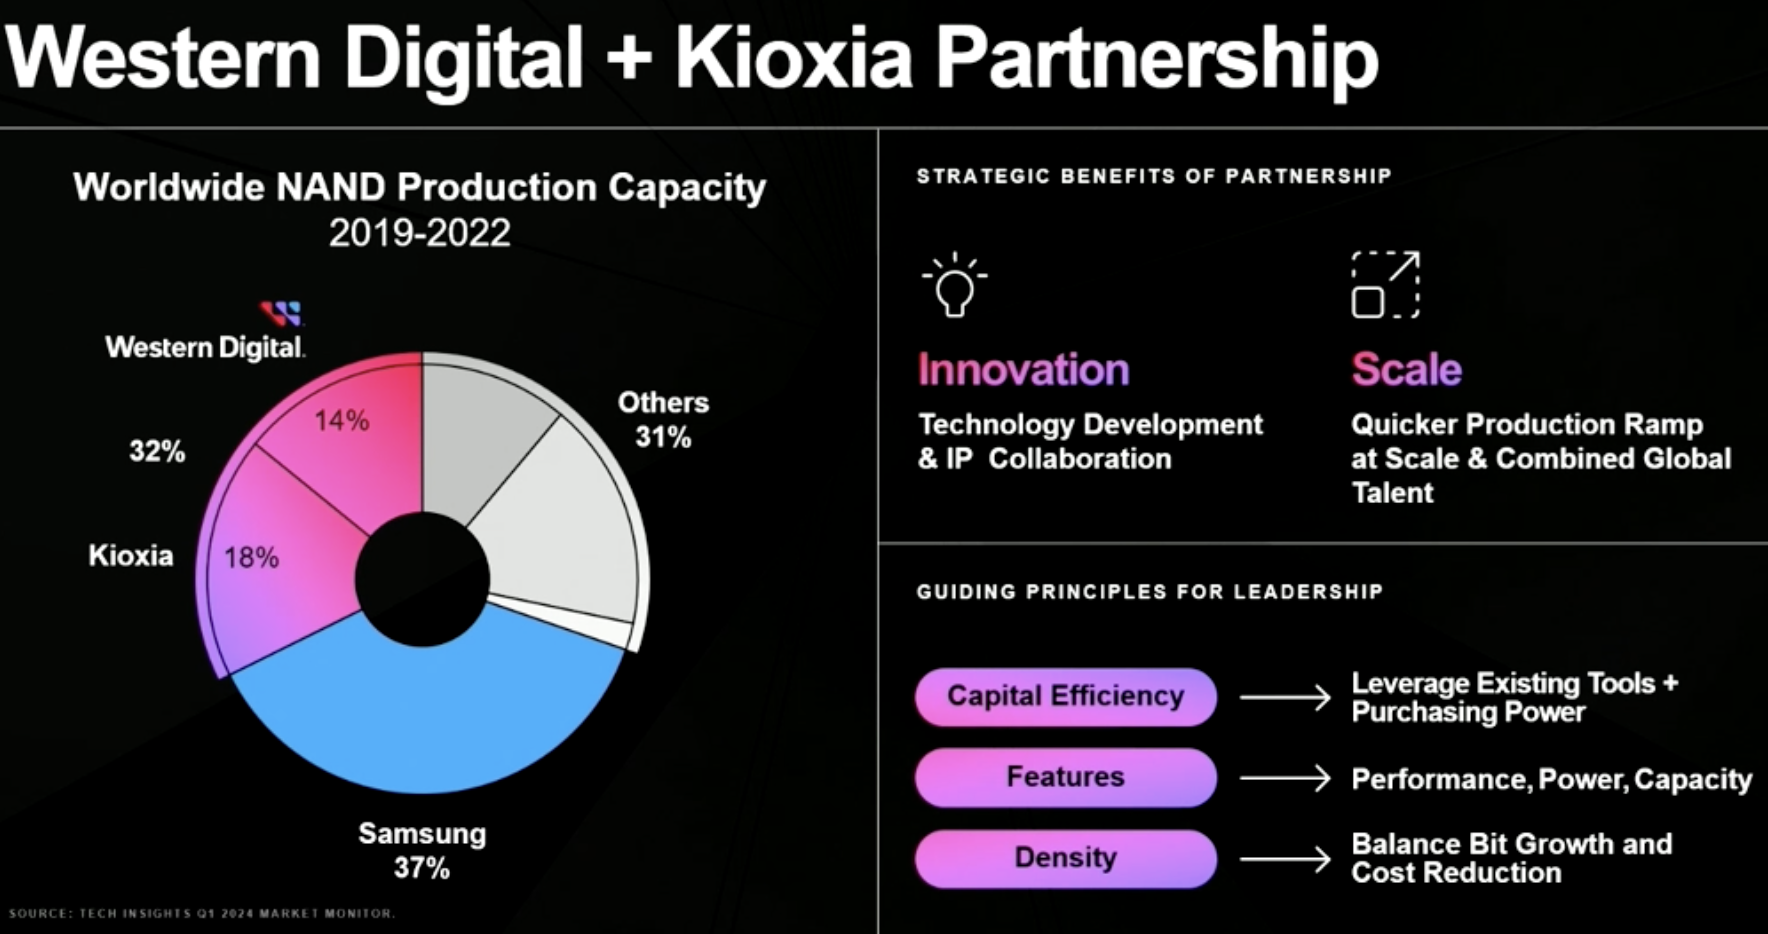 Western Digital + Kioxia Partnership
Worldwide NAND Production Capacity
2019-2022
Western Digital.
14%
32%
Kioxia
18%
Others
31%
Samsung
37%
SOURCE: TECH INSIGHTS Q1 2024 MARKET MONITOR.
STRATEGIC BENEFITS OF PARTNERSHIP
Innovation
Technology Development
& IP Collaboration
Scale
Quicker Production Ramp
at Scale & Combined Global
Talent
GUIDING PRINCIPLES FOR LEADERSHIP
Capital Efficiency
Leverage Existing Tools +
Purchasing Power
Features
Performance, Power, Capacity
Density
Balance Bit Growth and
Cost Reduction